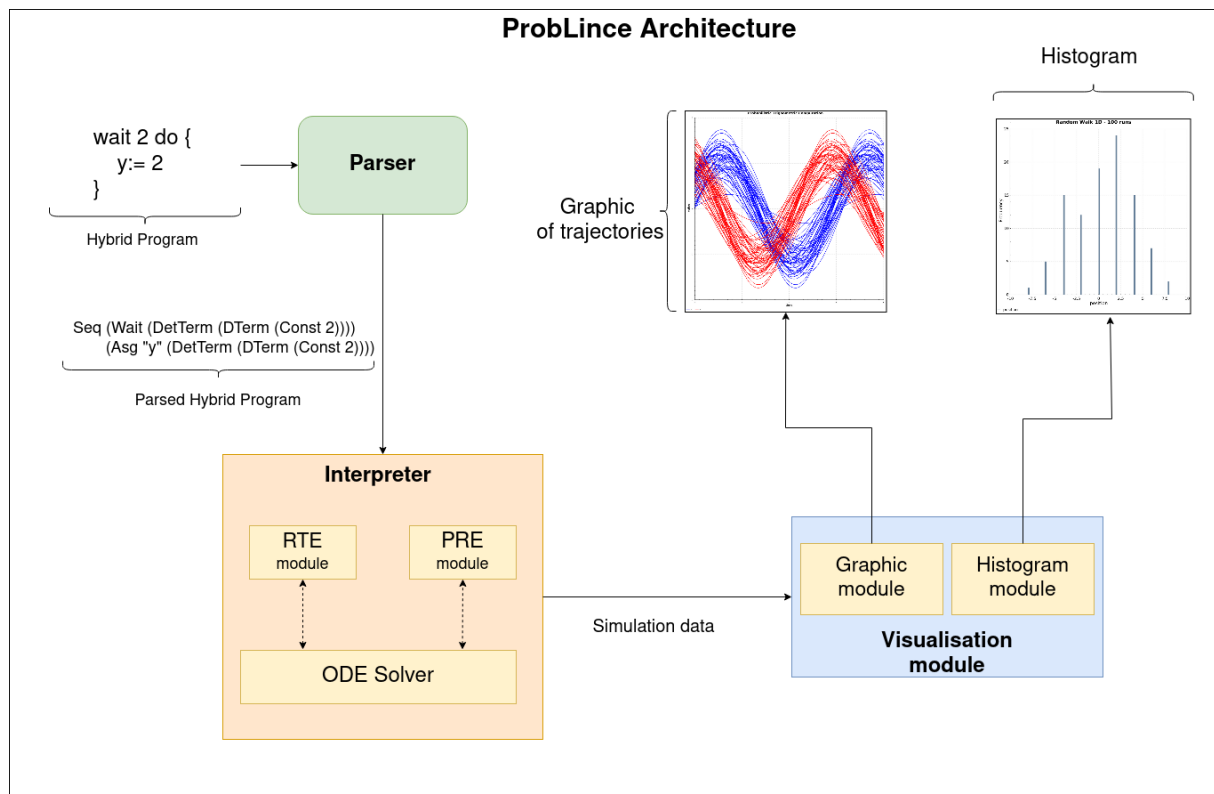 ProbLince Architecture
wait 2 do {
y:= 2
}
Hybrid Program
Parser
Seq (Wait (DetTerm (DTerm (Const 2))))
(Asg "y" (DetTerm (DTerm (Const 2))))
Parsed Hybrid Program
Interpreter
RTE
module
PRE
module
ODE Solver
Simulation data
Graphic
of trajectories
Histogram
Random Walk 1D - 100 runs
position
Graphic
module
Histogram
module
Visualisation
module